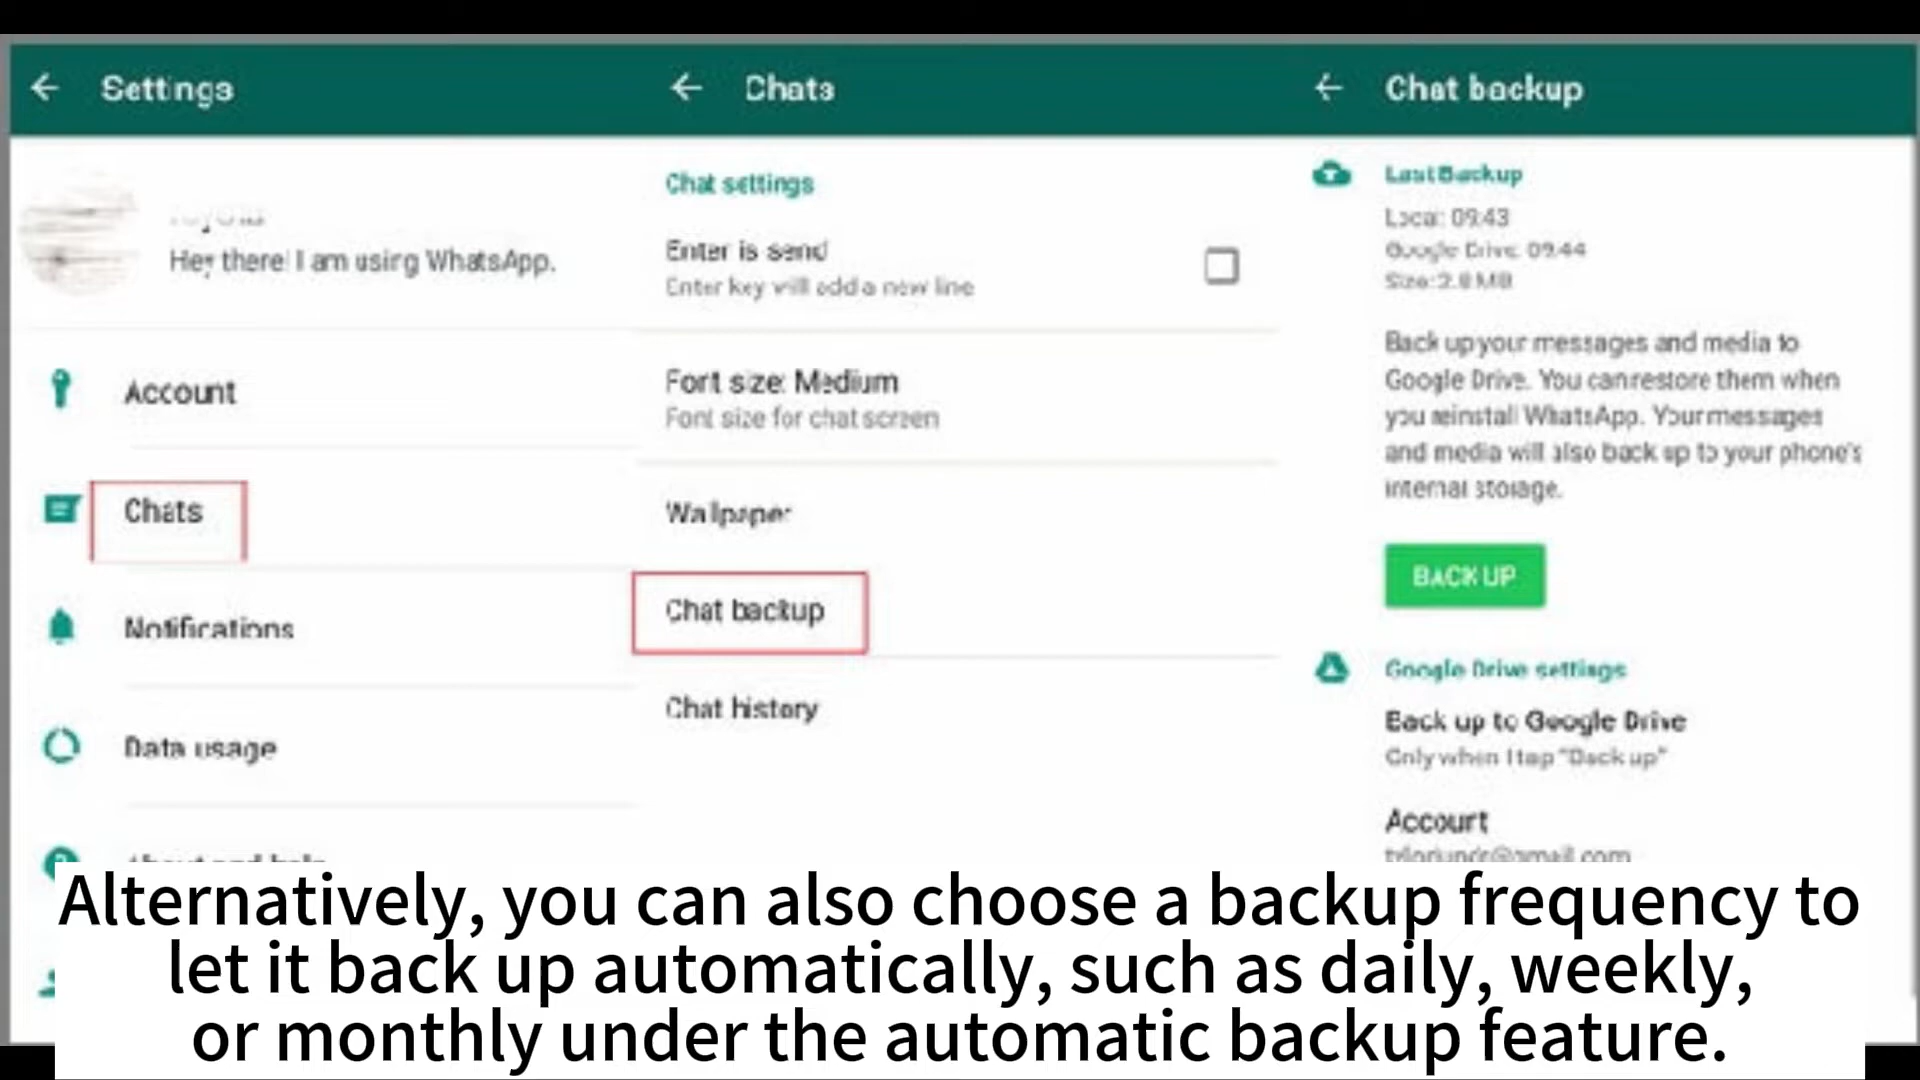 Settings
Hey there! I am using WhatsApp.
Account
Chats
Notifications
Data usage
Chats
Chat settings
Enter is send
Enter key will add a new line
Font size: Medium
Font size for chat screen
Wallpaper
Chat backup
Chat history
Chat backup
Last Backup
Local: 09:43
Google Drive: 09:44
Size: 2.8 MB
Back up your messages and media to
Google Drive. You can restore them when
you reinstall WhatsApp. Your messages
and media will also back up to your phone's
internal storage.
BACK UP
Google Drive settings
Back up to Google Drive
Only when I tap "Back up"
Account
Alternatively, you can also choose a backup frequency to
let it back up automatically, such as daily, weekly,
or monthly under the automatic backup feature.